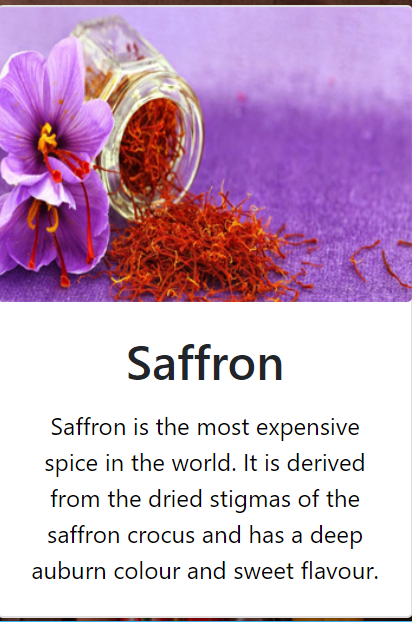 Saffron
Saffron is the most expensive
spice in the world. It is derived
from the dried stigmas of the
saffron crocus and has a deep
auburn colour and sweet flavour.